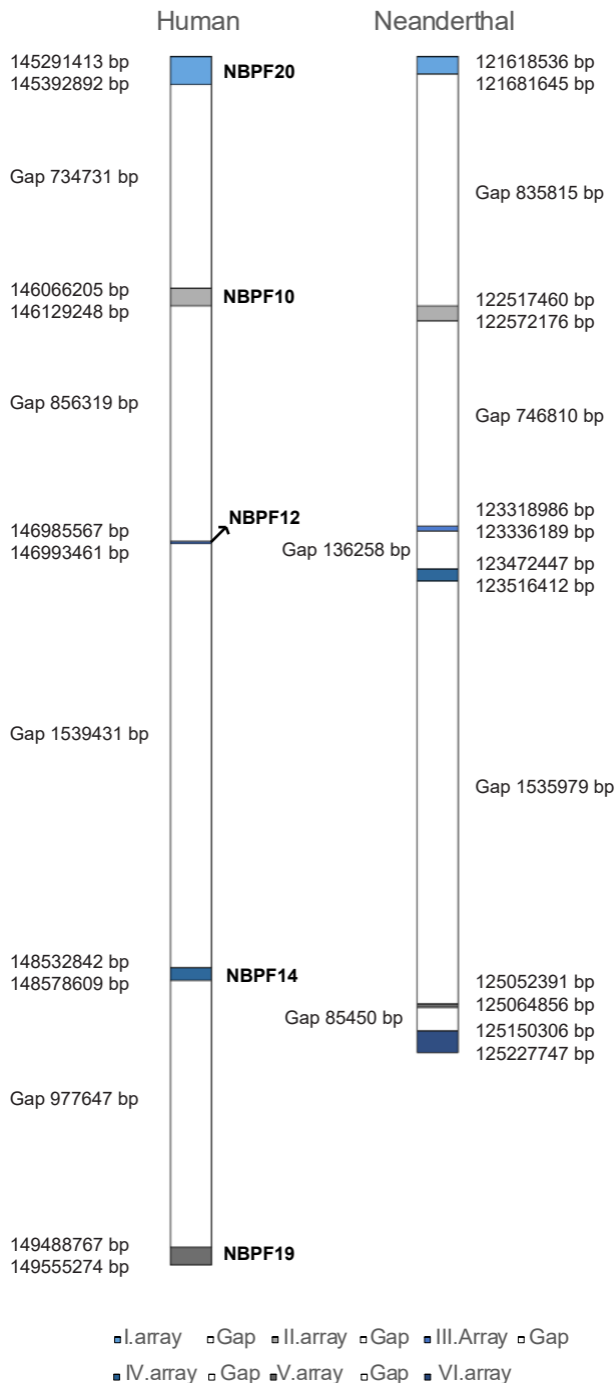 Human
Neanderthal
145291413 bp
145392892 bp
NBPF20
121618536 bp
121681645 bp
Gap 734731 bp
Gap 835815 bp
146066205 bp
146129248 bp
NBPF10
122517460 bp
122572176 bp
Gap 856319 bp
Gap 746810 bp
NBPF12
146985567 bp
146993461 bp
123318986 bp
123336189 bp
Gap 136258 bp
123472447 bp
123516412 bp
Gap 1539431 bp
Gap 1535979 bp
148532842 bp
148578609 bp
NBPF14
125052391 bp
125064856 bp
Gap 85450 bp
125150306 bp
125227747 bp
Gap 977647 bp
149488767 bp
149555274 bp
NBPF19
I.array Gap II.array Gap III.Array Gap
IV.array Gap V.array Gap VI.array